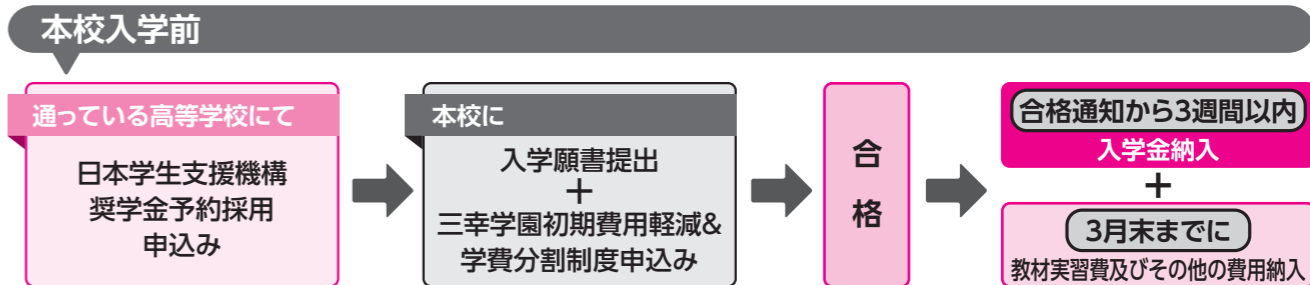 本校入学前
通っている高等学校にて
日本学生支援機構
奨学金予約採用
申込み
本校に
入学願書提出
＋
三幸学園初期費用軽減&
学費分割制度申込み
合
格
合格通知から3週間以内
入学金納入
＋
3月末までに
教材実習費及びその他の費用納入